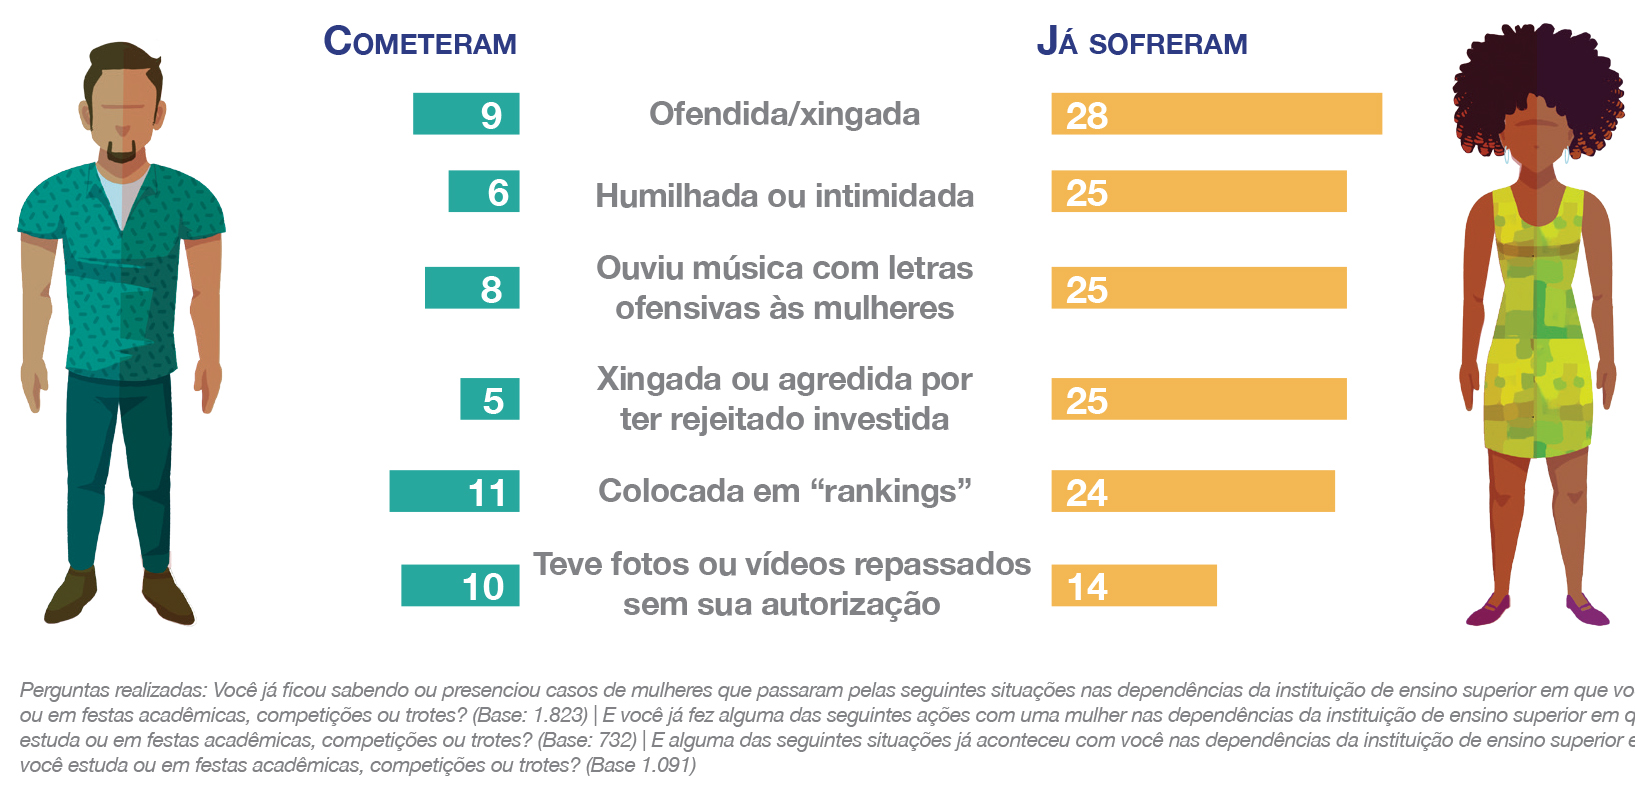 COMETERAM
JÁ SOFRERAM
9
Ofendida/xingada
28
6
Humilhada ou intimidada
25
8
Ouviu música com letras
ofensivas às mulheres
25
5
Xingada ou agredida por
ter rejeitado investida
25
11
Colocada em “rankings”
24
10
Teve fotos ou vídeos repassados
sem sua autorização
14
Perguntas realizadas: Você já ficou sabendo ou presenciou casos de mulheres que passaram pelas seguintes situações nas dependências da instituição de ensino superior em que
ou em festas acadêmicas, competições ou trotes? (Base: 1.823) | E você já fez alguma das seguintes ações com uma mulher nas dependências da instituição de ensino superior em
estuda ou em festas acadêmicas, competições ou trotes? (Base: 732) | E alguma das seguintes situações já aconteceu com você nas dependências da instituição de ensino superior
você estuda ou em festas acadêmicas, competições ou trotes? (Base 1.091)